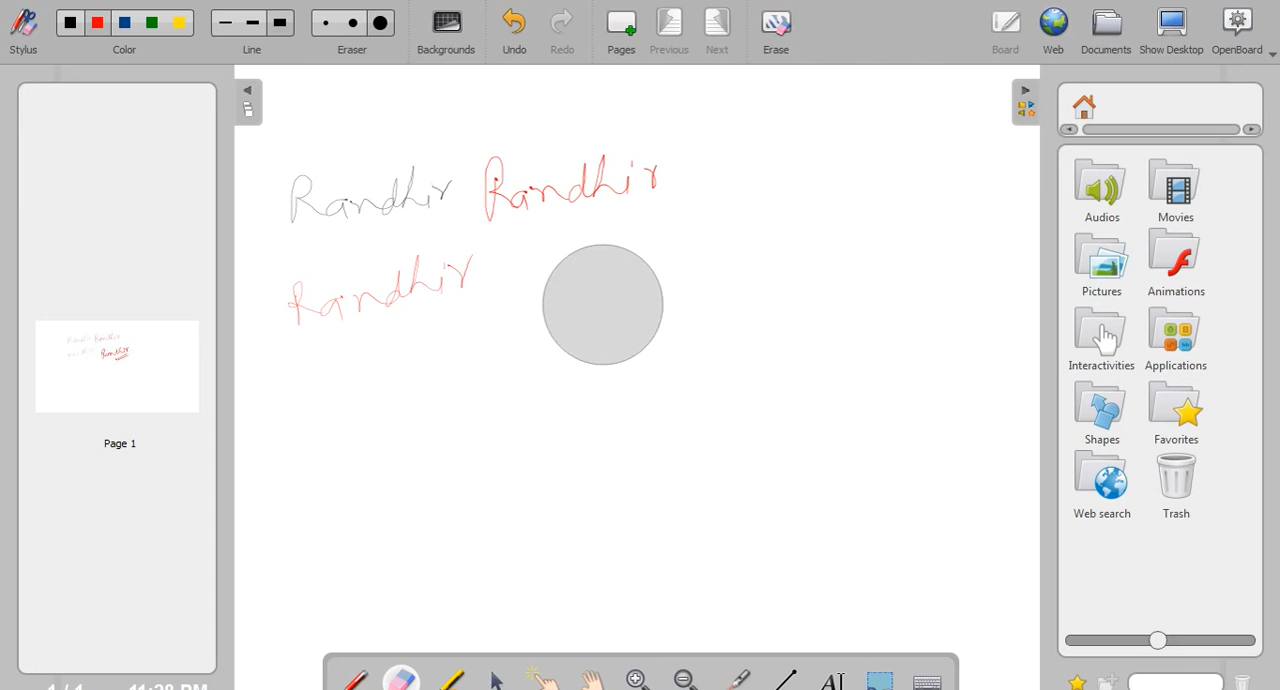 Stylus Color Line Eraser Backgrounds Undo Redo Pages Previous Next Erase Board Web Documents Show Desktop OpenBoard
Randhir Randhir
Randhir
Page 1
Audios Movies
Pictures Animations
Interactivities Applications
Shapes Favorites
Web search Trash